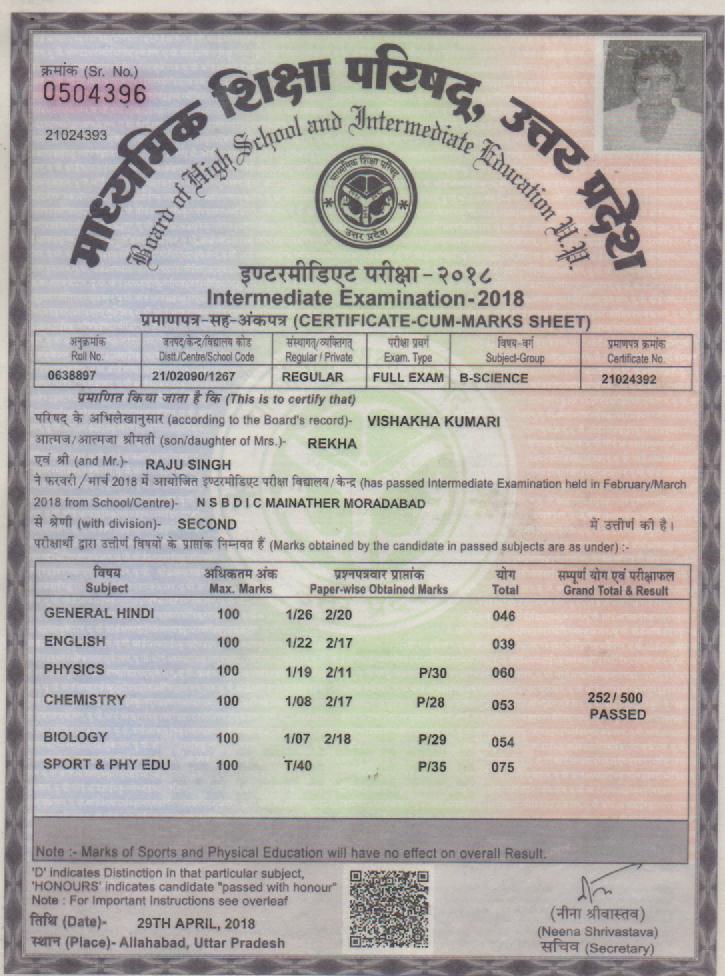 क्रमांक (Sr. No.)
0504396
21024393
माध्यमिक शिक्षा परिषद्, उत्तर प्रदेश
Board of High School and Intermediate Education U.P.
माध्यमिक शिक्षा परिषद
उत्तर प्रदेश
इण्टरमीडिएट परीक्षा - २०१८
Intermediate Examination - 2018
प्रमाणपत्र-सह-अंकपत्र (CERTIFICATE-CUM-MARKS SHEET)
अनुक्रमांक जनपद/केन्द्र/विद्यालय कोड संस्थागत/व्यक्तिगत परीक्षा प्रवर्ग विषय-वर्ग प्रमाणपत्र क्रमांक
Roll No. Distt./Centre/School Code Regular / Private Exam. Type Subject-Group Certificate No.
0638897 21/02090/1267 REGULAR FULL EXAM B-SCIENCE 21024392
प्रमाणित किया जाता है कि (This is to certify that)
परिषद् के अभिलेखानुसार (according to the Board's record)- VISHAKHA KUMARI
आत्मज/आत्मजा श्रीमती (son/daughter of Mrs.)- REKHA
एवं श्री (and Mr.)- RAJU SINGH
ने फरवरी/मार्च 2018 में आयोजित इण्टरमीडिएट परीक्षा विद्यालय/केन्द्र (has passed Intermediate Examination held in February/March
2018 from School/Centre)- N S B D I C MAINATHER MORADABAD
से श्रेणी (with division)- SECOND में उत्तीर्ण की है।
परीक्षार्थी द्वारा उत्तीर्ण विषयों के प्राप्तांक निम्नवत हैं (Marks obtained by the candidate in passed subjects are as under) :-
विषय अधिकतम अंक प्रश्नपत्रवार प्राप्तांक योग सम्पूर्ण योग एवं परीक्षाफल
Subject Max. Marks Paper-wise Obtained Marks Total Grand Total & Result
GENERAL HINDI 100 1/26 2/20 046
ENGLISH 100 1/22 2/17 039
PHYSICS 100 1/19 2/11 P/30 060
CHEMISTRY 100 1/08 2/17 P/28 053 252/ 500
PASSED
BIOLOGY 100 1/07 2/18 P/29 054
SPORT & PHY EDU 100 T/40 P/35 075
Note :- Marks of Sports and Physical Education will have no effect on overall Result.
'D' indicates Distinction in that particular subject,
'HONOURS' indicates candidate "passed with honour"
Note : For Important Instructions see overleaf
तिथि (Date)- 29TH APRIL, 2018
स्थान (Place)- Allahabad, Uttar Pradesh
(नीना श्रीवास्तव)
(Neena Shrivastava)
सचिव (Secretary)